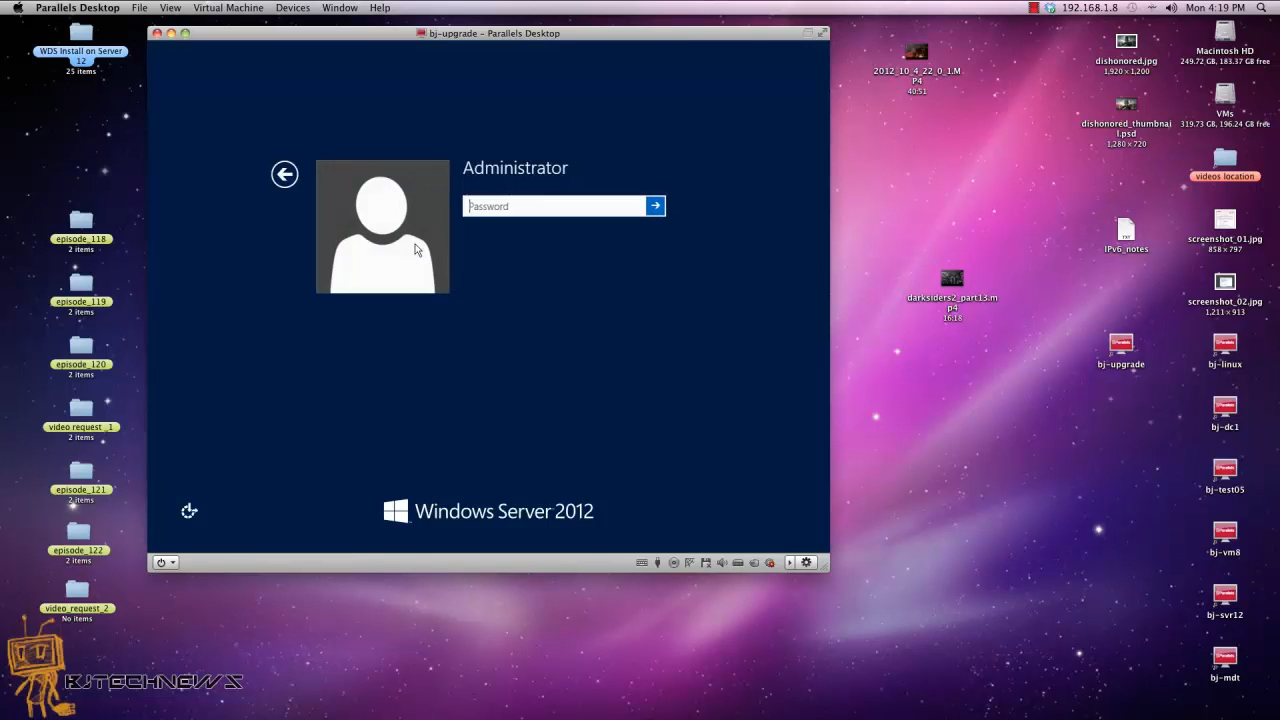 Parallels Desktop File View Virtual Machine Devices Window Help
192.168.1.8 Mon 4:19 PM
bj-upgrade – Parallels Desktop
Administrator
Password
Windows Server 2012
WDS Install on Server
12
25 items
episode_118
2 items
episode_119
2 items
episode_120
2 items
video request _1
2 items
episode_121
2 items
episode_122
2 items
video_request_2
No items
BJTECHNEWS
2012_10_4_22_0_1.M
P4
40:51
darksiders2_part13.m
p4
16:18
dishonored.jpg
1,920 × 1,200
dishonored_thumbnai
l.psd
1,280 × 720
IPv6_notes
bj-upgrade
Macintosh HD
249.72 GB, 183.37 GB free
VMs
319.73 GB, 196.24 GB free
videos location
screenshot_01.jpg
858 × 797
screenshot_02.jpg
1,211 × 913
bj-linux
bj-dc1
bj-test05
bj-vm8
bj-svr12
bj-mdt